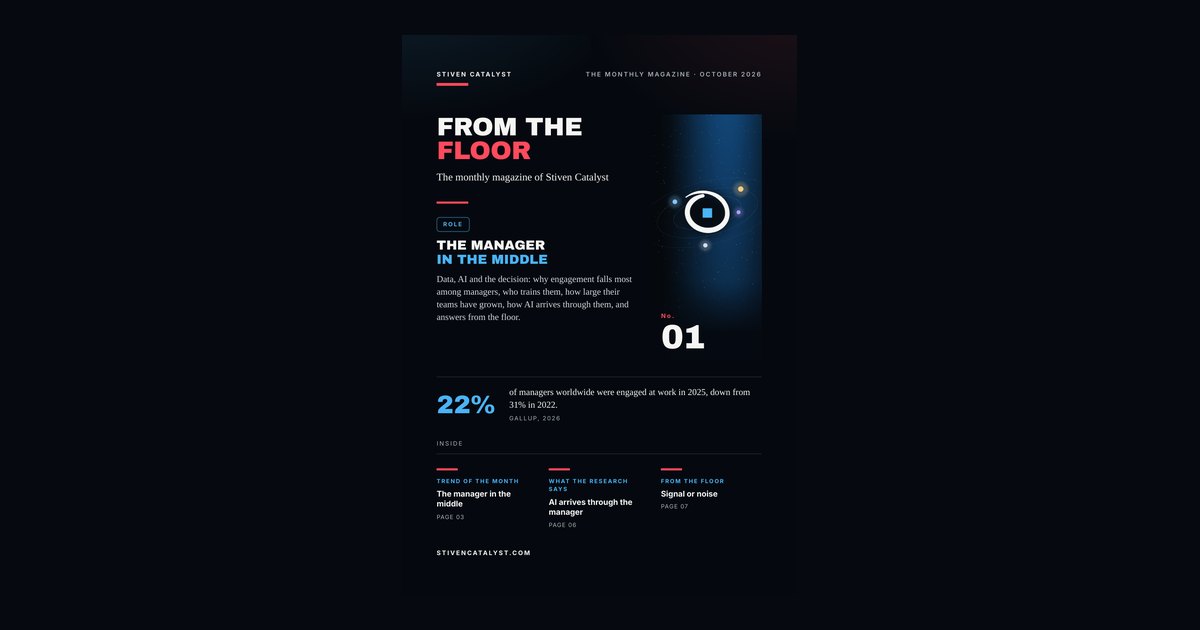 STIVEN CATALYST
THE MONTHLY MAGAZINE · OCTOBER 2026
FROM THE
FLOOR
The monthly magazine of Stiven Catalyst
ROLE
THE MANAGER
IN THE MIDDLE
Data, AI and the decision: why engagement falls most
among managers, who trains them, how large their
teams have grown, how AI arrives through them, and
answers from the floor.
No.
01
22%
of managers worldwide were engaged at work in 2025, down from
31% in 2022.
GALLUP, 2026
INSIDE
TREND OF THE MONTH
The manager in the
middle
PAGE 03
WHAT THE RESEARCH
SAYS
AI arrives through the
manager
PAGE 06
FROM THE FLOOR
Signal or noise
PAGE 07
STIVENCATALYST.COM